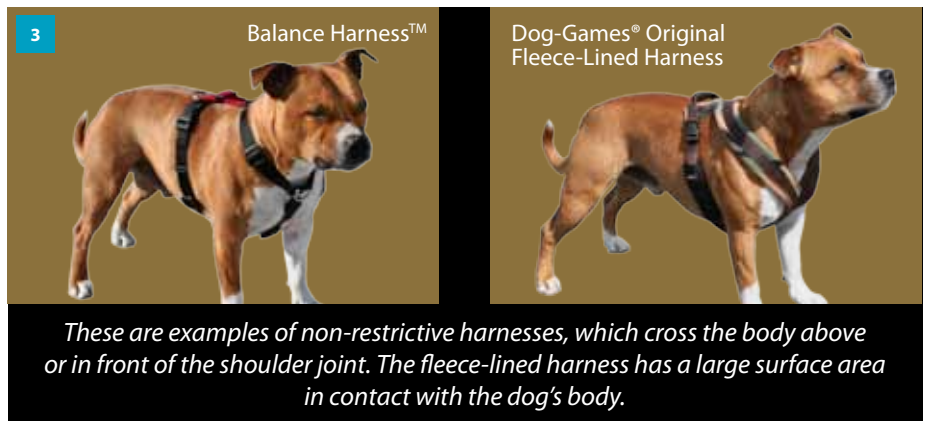 3
Balance Harness™
Dog-Games® Original
Fleece-Lined Harness
These are examples of non-restrictive harnesses, which cross the body above
or in front of the shoulder joint. The fleece-lined harness has a large surface area
in contact with the dog’s body.